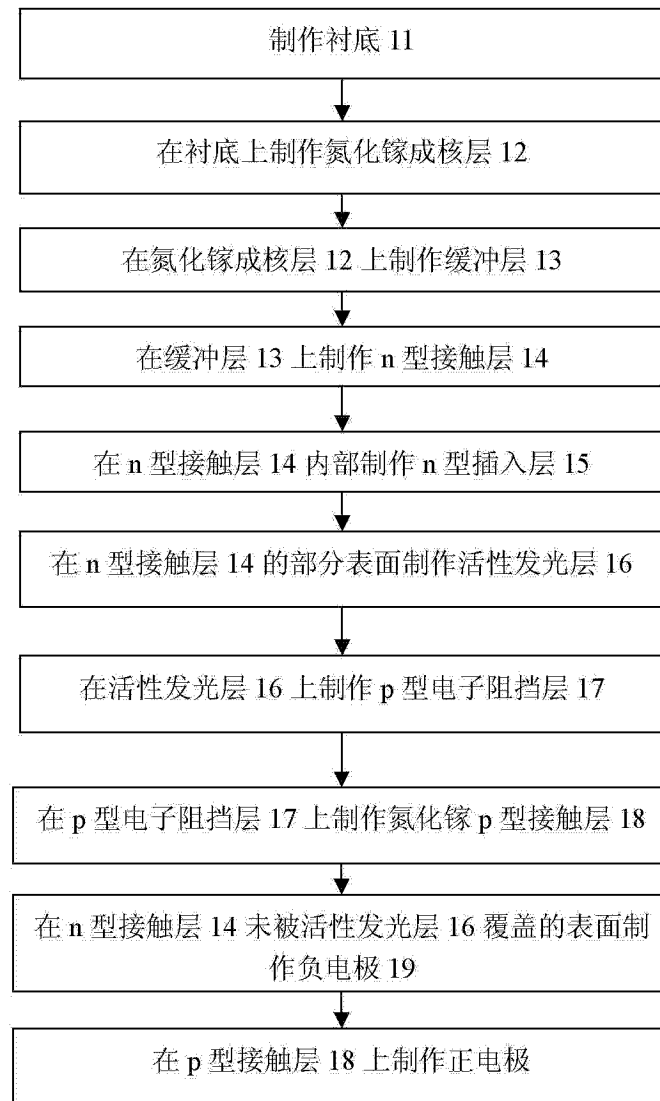 制作衬底 11
在衬底上制作氮化镓成核层 12
在氮化镓成核层 12 上制作缓冲层 13
在缓冲层 13 上制作 n 型接触层 14
在 n 型接触层 14 内部制作 n 型插入层 15
在 n 型接触层 14 的部分表面制作活性发光层 16
在活性发光层 16 上制作 p 型电子阻挡层 17
在 p 型电子阻挡层 17 上制作氮化镓 p 型接触层 18
在 n 型接触层 14 未被活性发光层 16 覆盖的表面制
作负电极 19
在 p 型接触层 18 上制作正电极